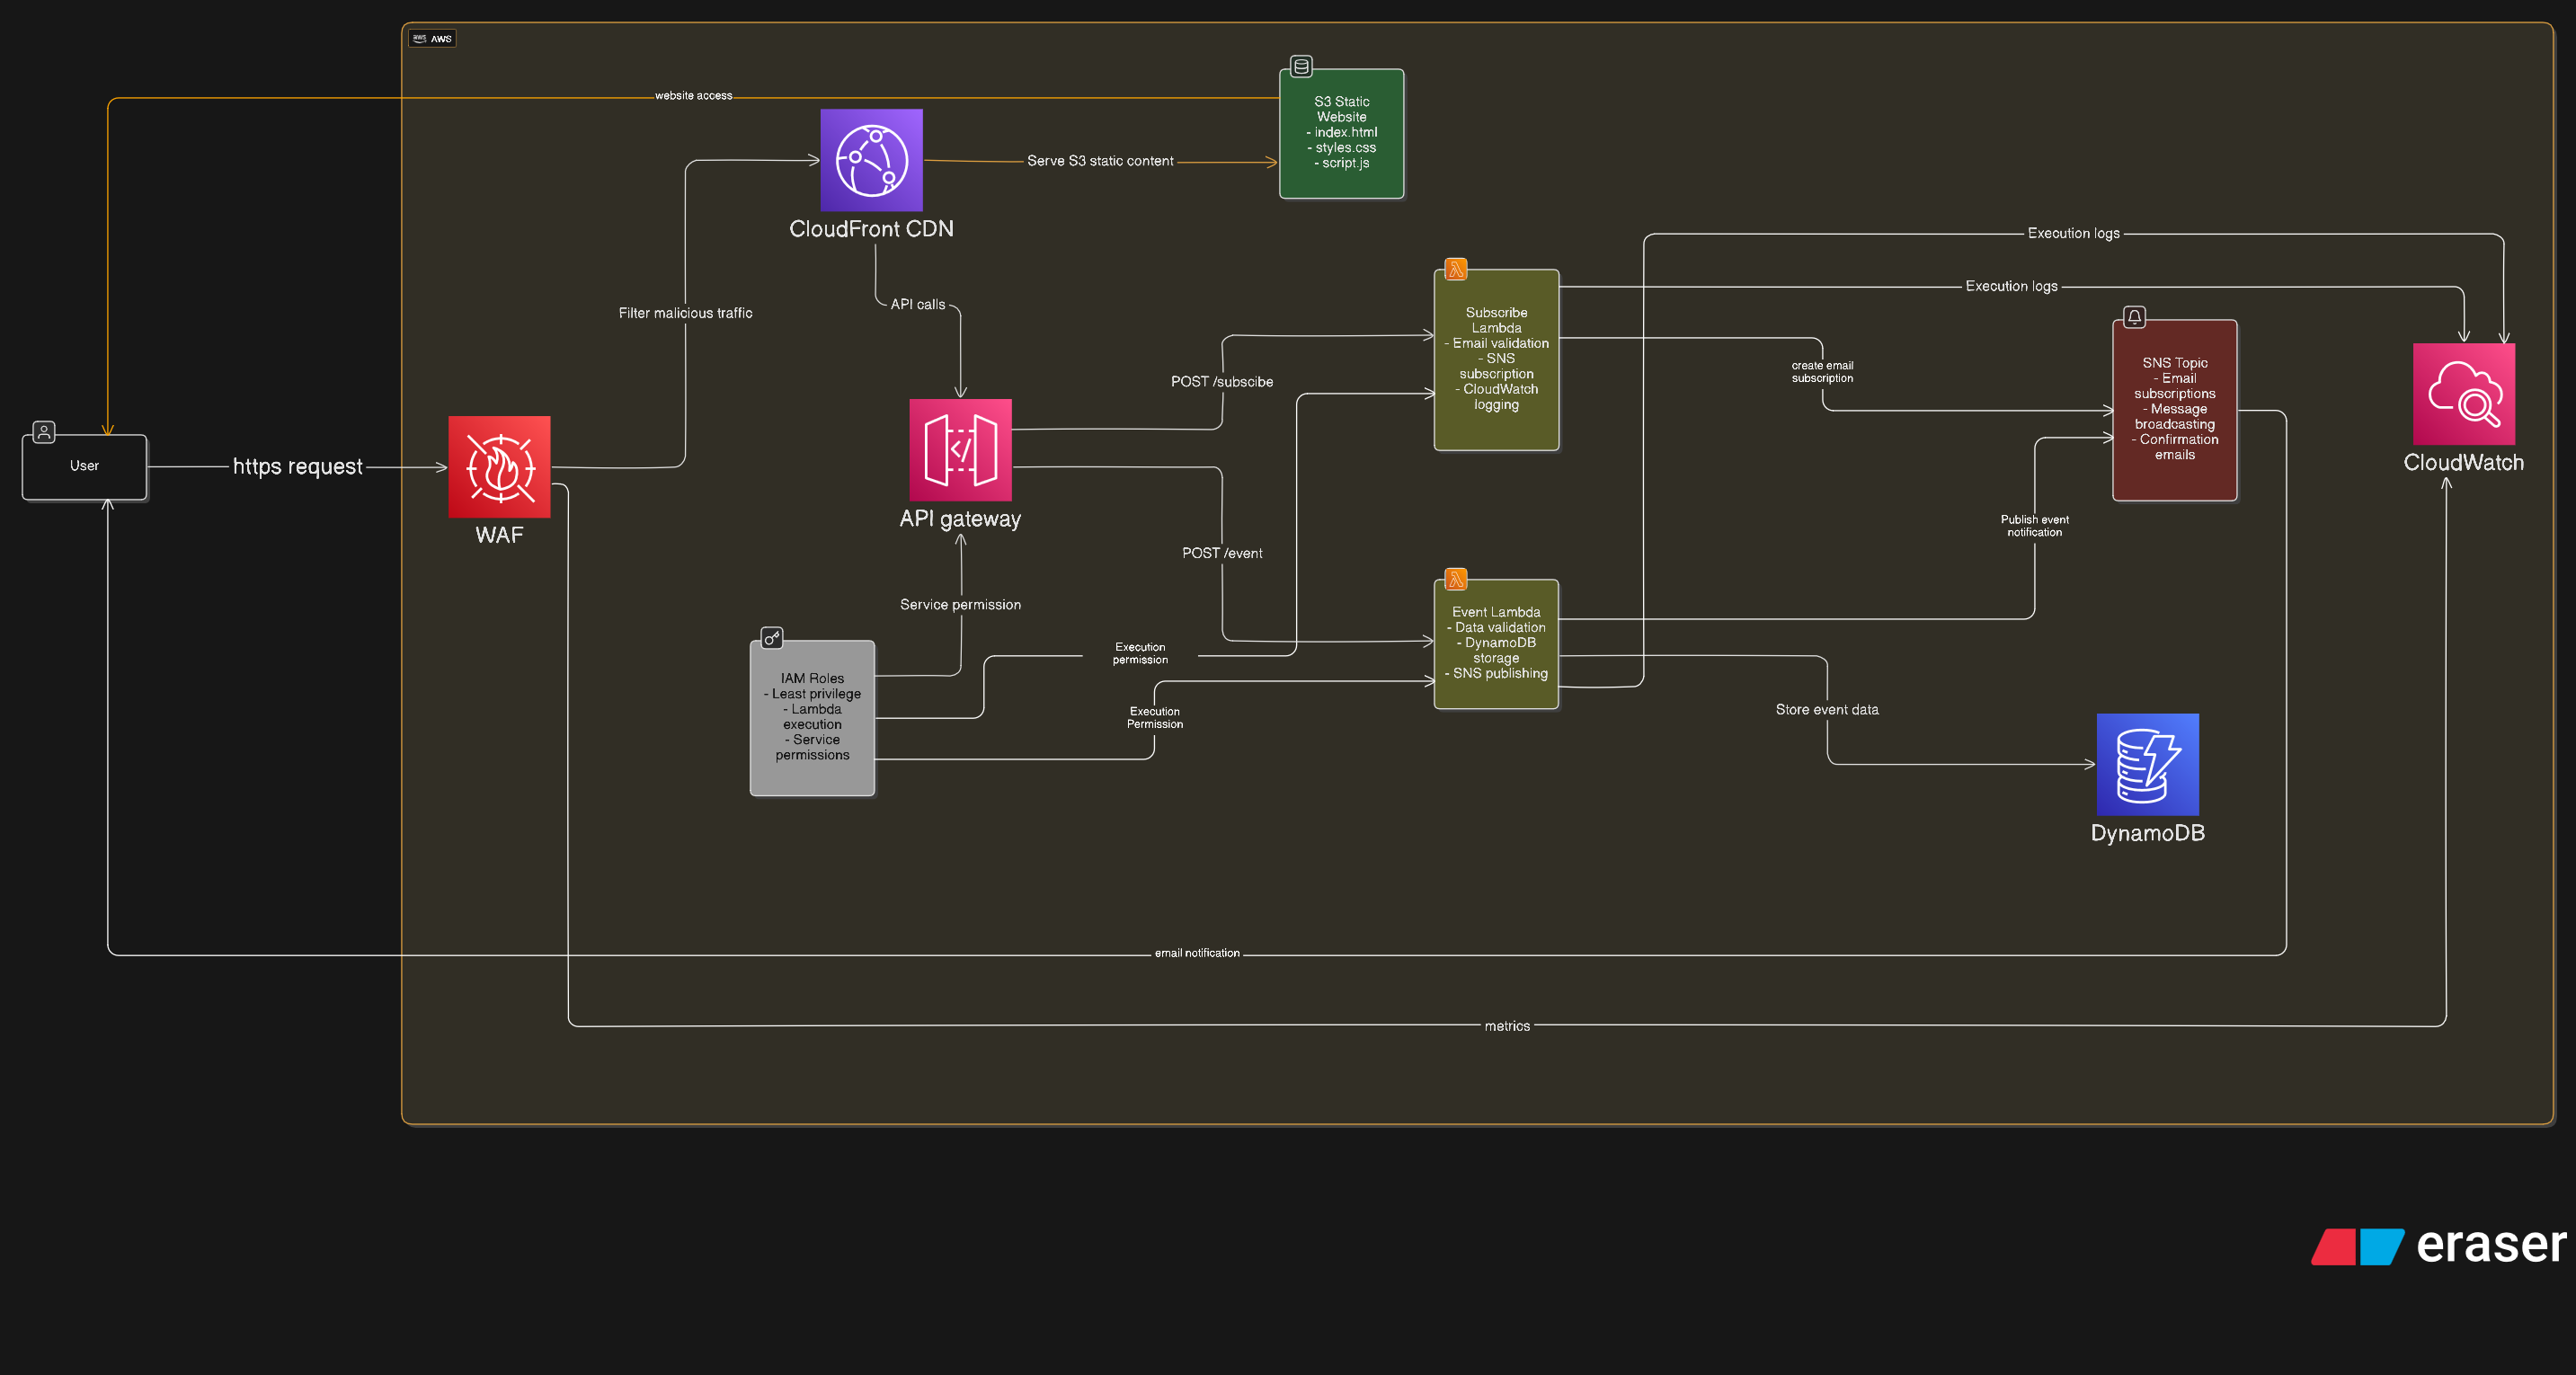 aws AWS
website access
S3 Static
Website
- index.html
- styles.css
- script.js
Serve S3 static content
CloudFront CDN
Execution logs
Execution logs
API calls
Filter malicious traffic
Subscribe
Lambda
- Email validation
- SNS
subscription
- CloudWatch
logging
create email
subscription
SNS Topic
- Email
subscriptions
- Message
broadcasting
- Confirmation
emails
POST /subscibe
User
https request
WAF
API gateway
CloudWatch
Publish event
notification
POST /event
Service permission
Event Lambda
- Data validation
- DynamoDB
storage
- SNS publishing
Execution
permission
IAM Roles
- Least privilege
- Lambda
execution
- Service
permissions
Execution
Permission
Store event data
DynamoDB
email notification
metrics
eraser